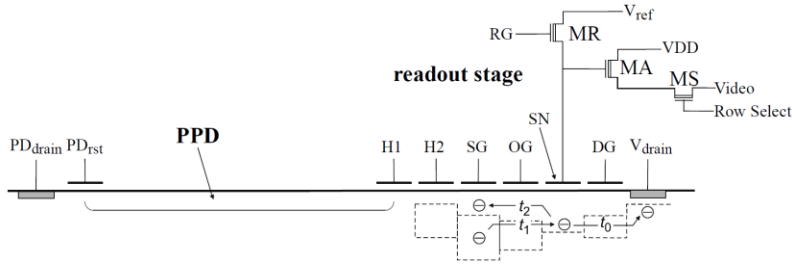 V_ref
RG
MR
VDD
readout stage
MA
MS
Video
Row Select
SN
PD_drain
PD_rst
PPD
H1
H2
SG
OG
DG
V_drain
t_2
t_1
t_0